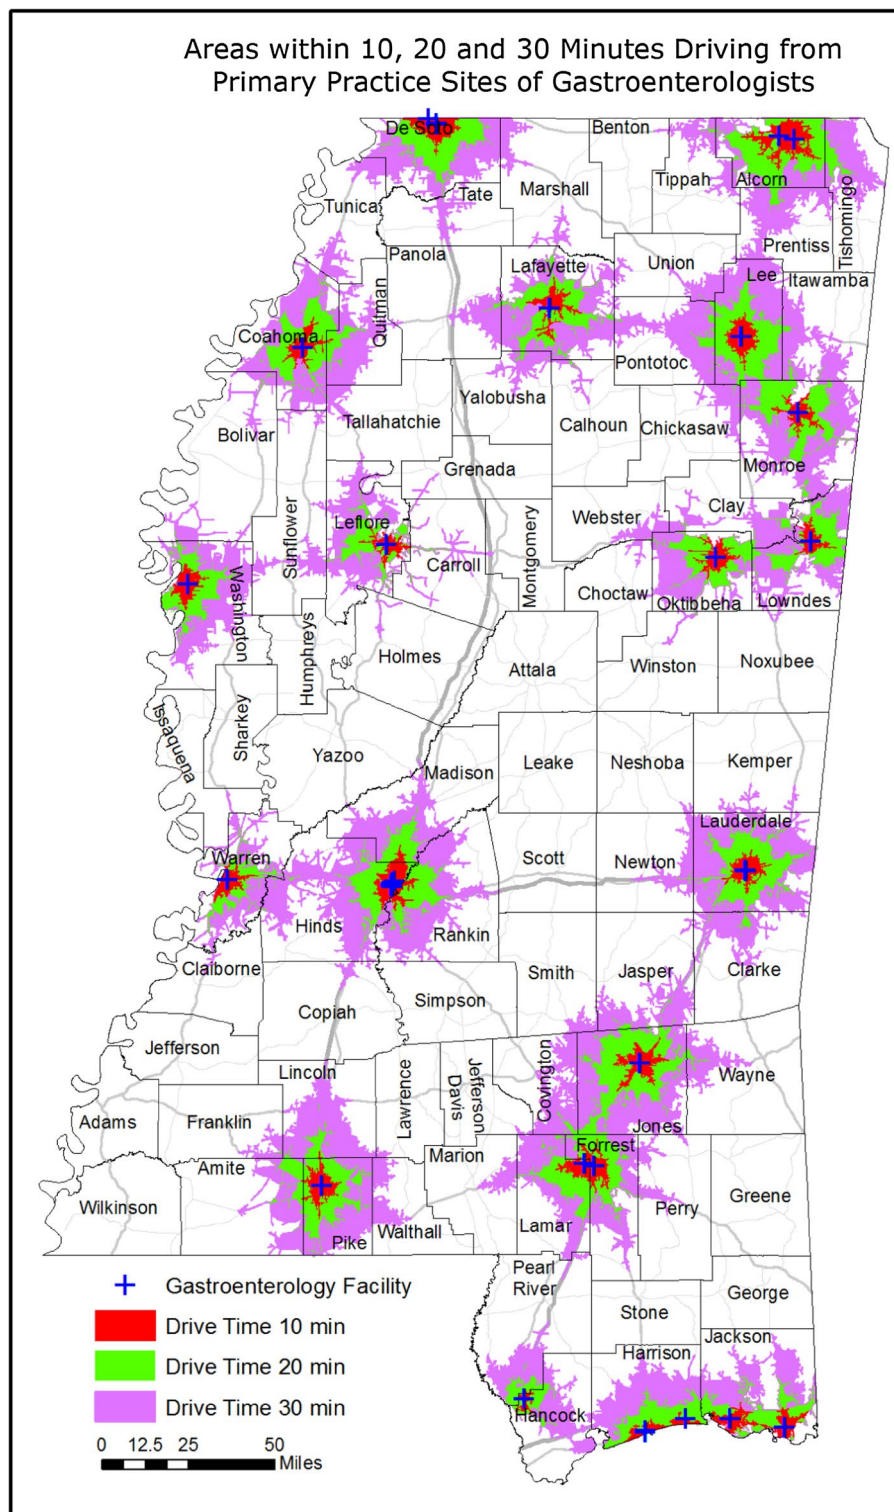 Areas within 10, 20 and 30 Minutes Driving from
Primary Practice Sites of Gastroenterologists
De Soto
Benton
Tippah
Alcorn
Tate
Marshall
Tunica
Tishomingo
Prentiss
Panola
Lafayette
Union
Lee
Itawamba
Quitman
Coahoma
Pontotoc
Yalobusha
Tallahatchie
Calhoun
Chickasaw
Bolivar
Monroe
Grenada
Sunflower
Leflore
Montgomery
Webster
Clay
Carroll
Washington
Choctaw
Oktibbeha
Lowndes
Humphreys
Holmes
Attala
Winston
Noxubee
Issaquena
Sharkey
Yazoo
Madison
Leake
Neshoba
Kemper
Lauderdale
Warren
Scott
Newton
Hinds
Rankin
Claiborne
Smith
Jasper
Clarke
Copiah
Simpson
Jefferson
Lincoln
Lawrence
Jefferson
Davis
Covington
Wayne
Adams
Franklin
Jones
Forrest
Marion
Amite
Wilkinson
Pike
Walthall
Lamar
Perry
Greene
Pearl
River
George
Stone
Jackson
Harrison
Hancock
Gastroenterology Facility
Drive Time 10 min
Drive Time 20 min
Drive Time 30 min
0 12.5 25 50
Miles